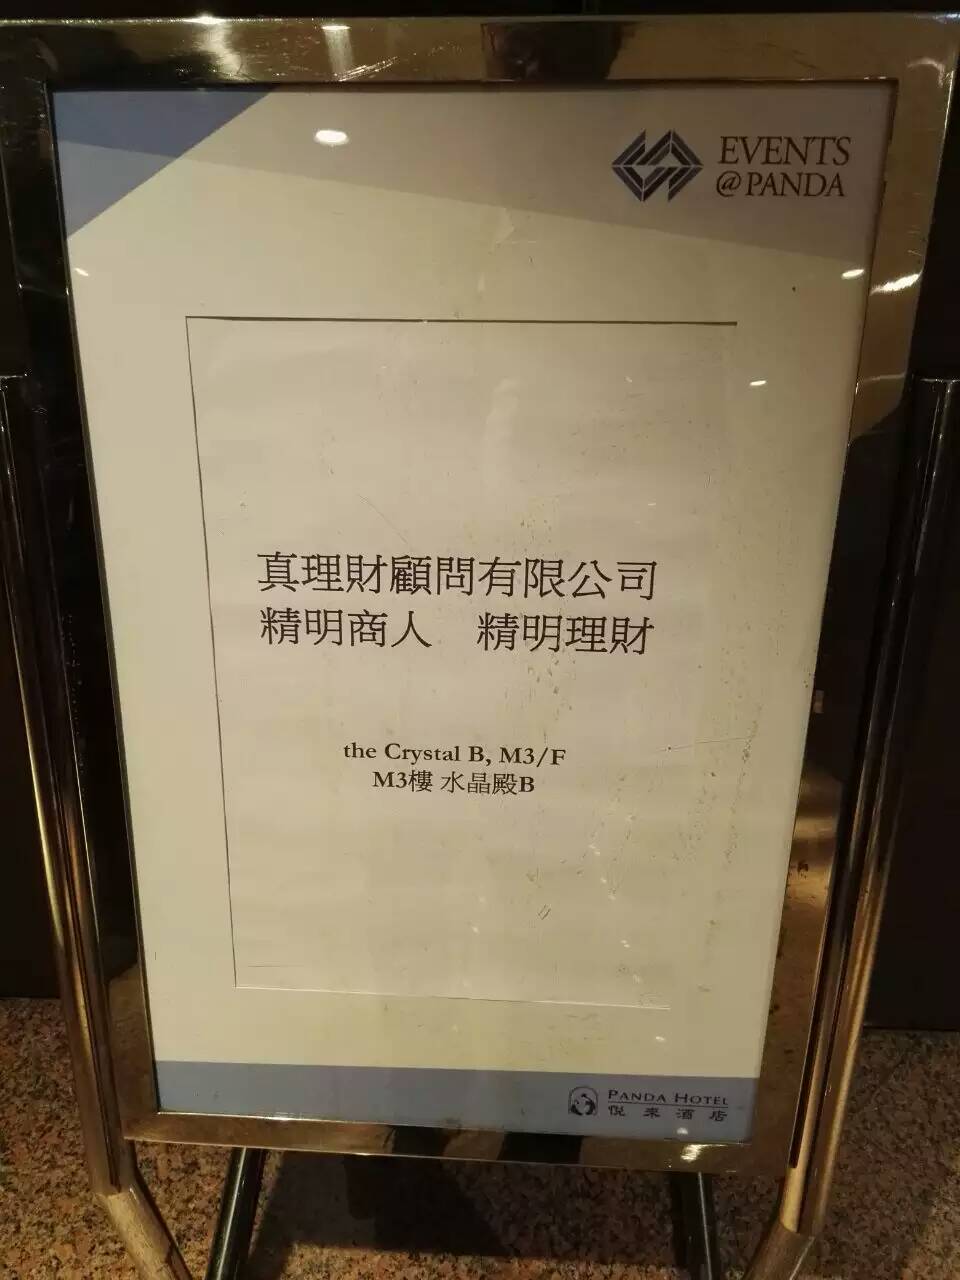 EVENTS
@PANDA
真理財顧問有限公司
精明商人　精明理財
the Crystal B, M3/F
M3樓 水晶殿B
PANDA HOTEL
悦來酒店